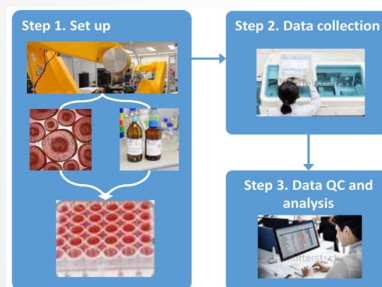 Step 1. Set up
Step 2. Data collection
Step 3. Data QC and
analysis